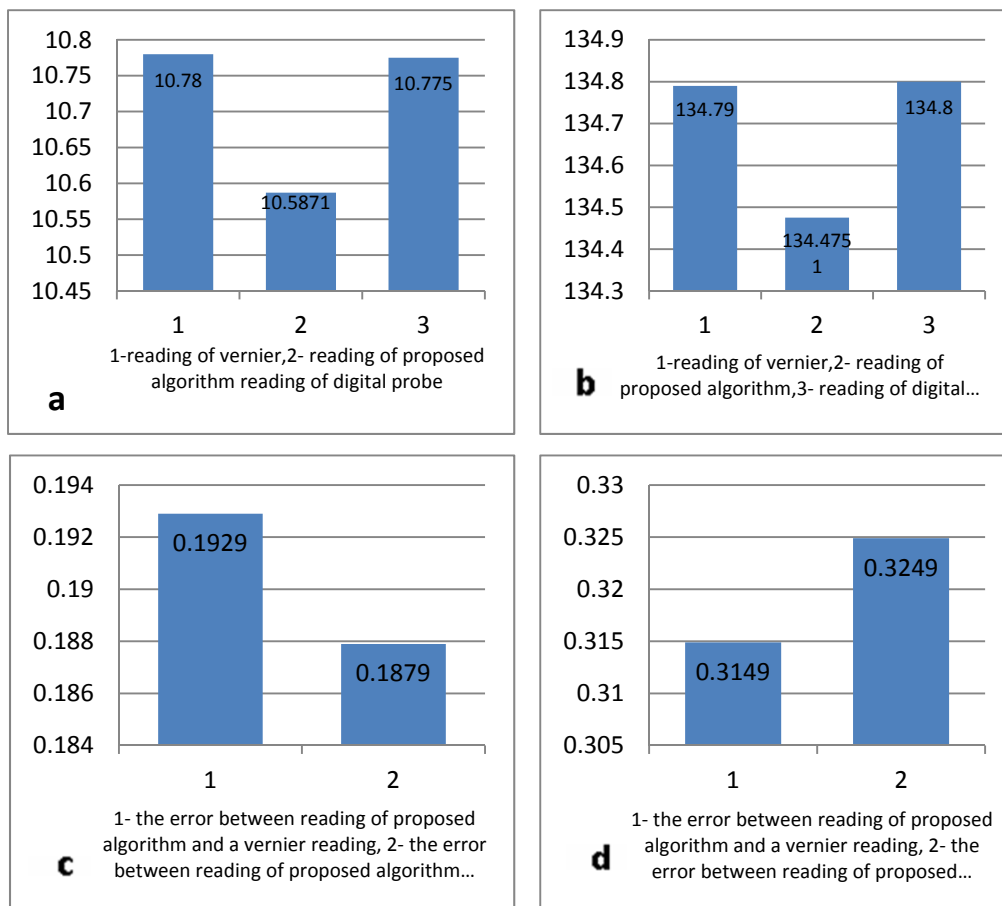 10.8
10.75
10.7
10.65
10.6
10.55
10.5
10.45
10.78
10.5871
10.775
1 2 3
1-reading of vernier,2- reading of proposed
algorithm reading of digital probe
a
134.9
134.8
134.7
134.6
134.5
134.4
134.3
134.79
134.475
1
134.8
1 2 3
1-reading of vernier,2- reading of
proposed algorithm,3- reading of digital...
b
0.194
0.192
0.19
0.188
0.186
0.184
0.1929
0.1879
1 2
1- the error between reading of proposed
algorithm and a vernier reading, 2- the error
between reading of proposed algorithm...
c
0.33
0.325
0.32
0.315
0.31
0.305
0.3149
0.3249
1 2
1- the error between reading of proposed
algorithm and a vernier reading, 2- the
error between reading of proposed...
d